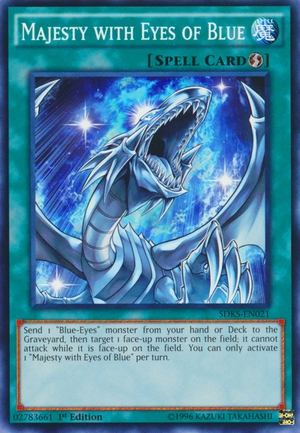 MAJESTY WITH EYES OF BLUE
魔
[SPELL CARD]
SDKS-EN021
Send 1 "Blue-Eyes" monster from your hand or Deck to the
Graveyard, then target 1 face-up monster on the field; it cannot
attack while it is face-up on the field. You can only activate
1 "Majesty with Eyes of Blue" per turn.
02783661 1st Edition ©1996 KAZUKI TAKAHASHI